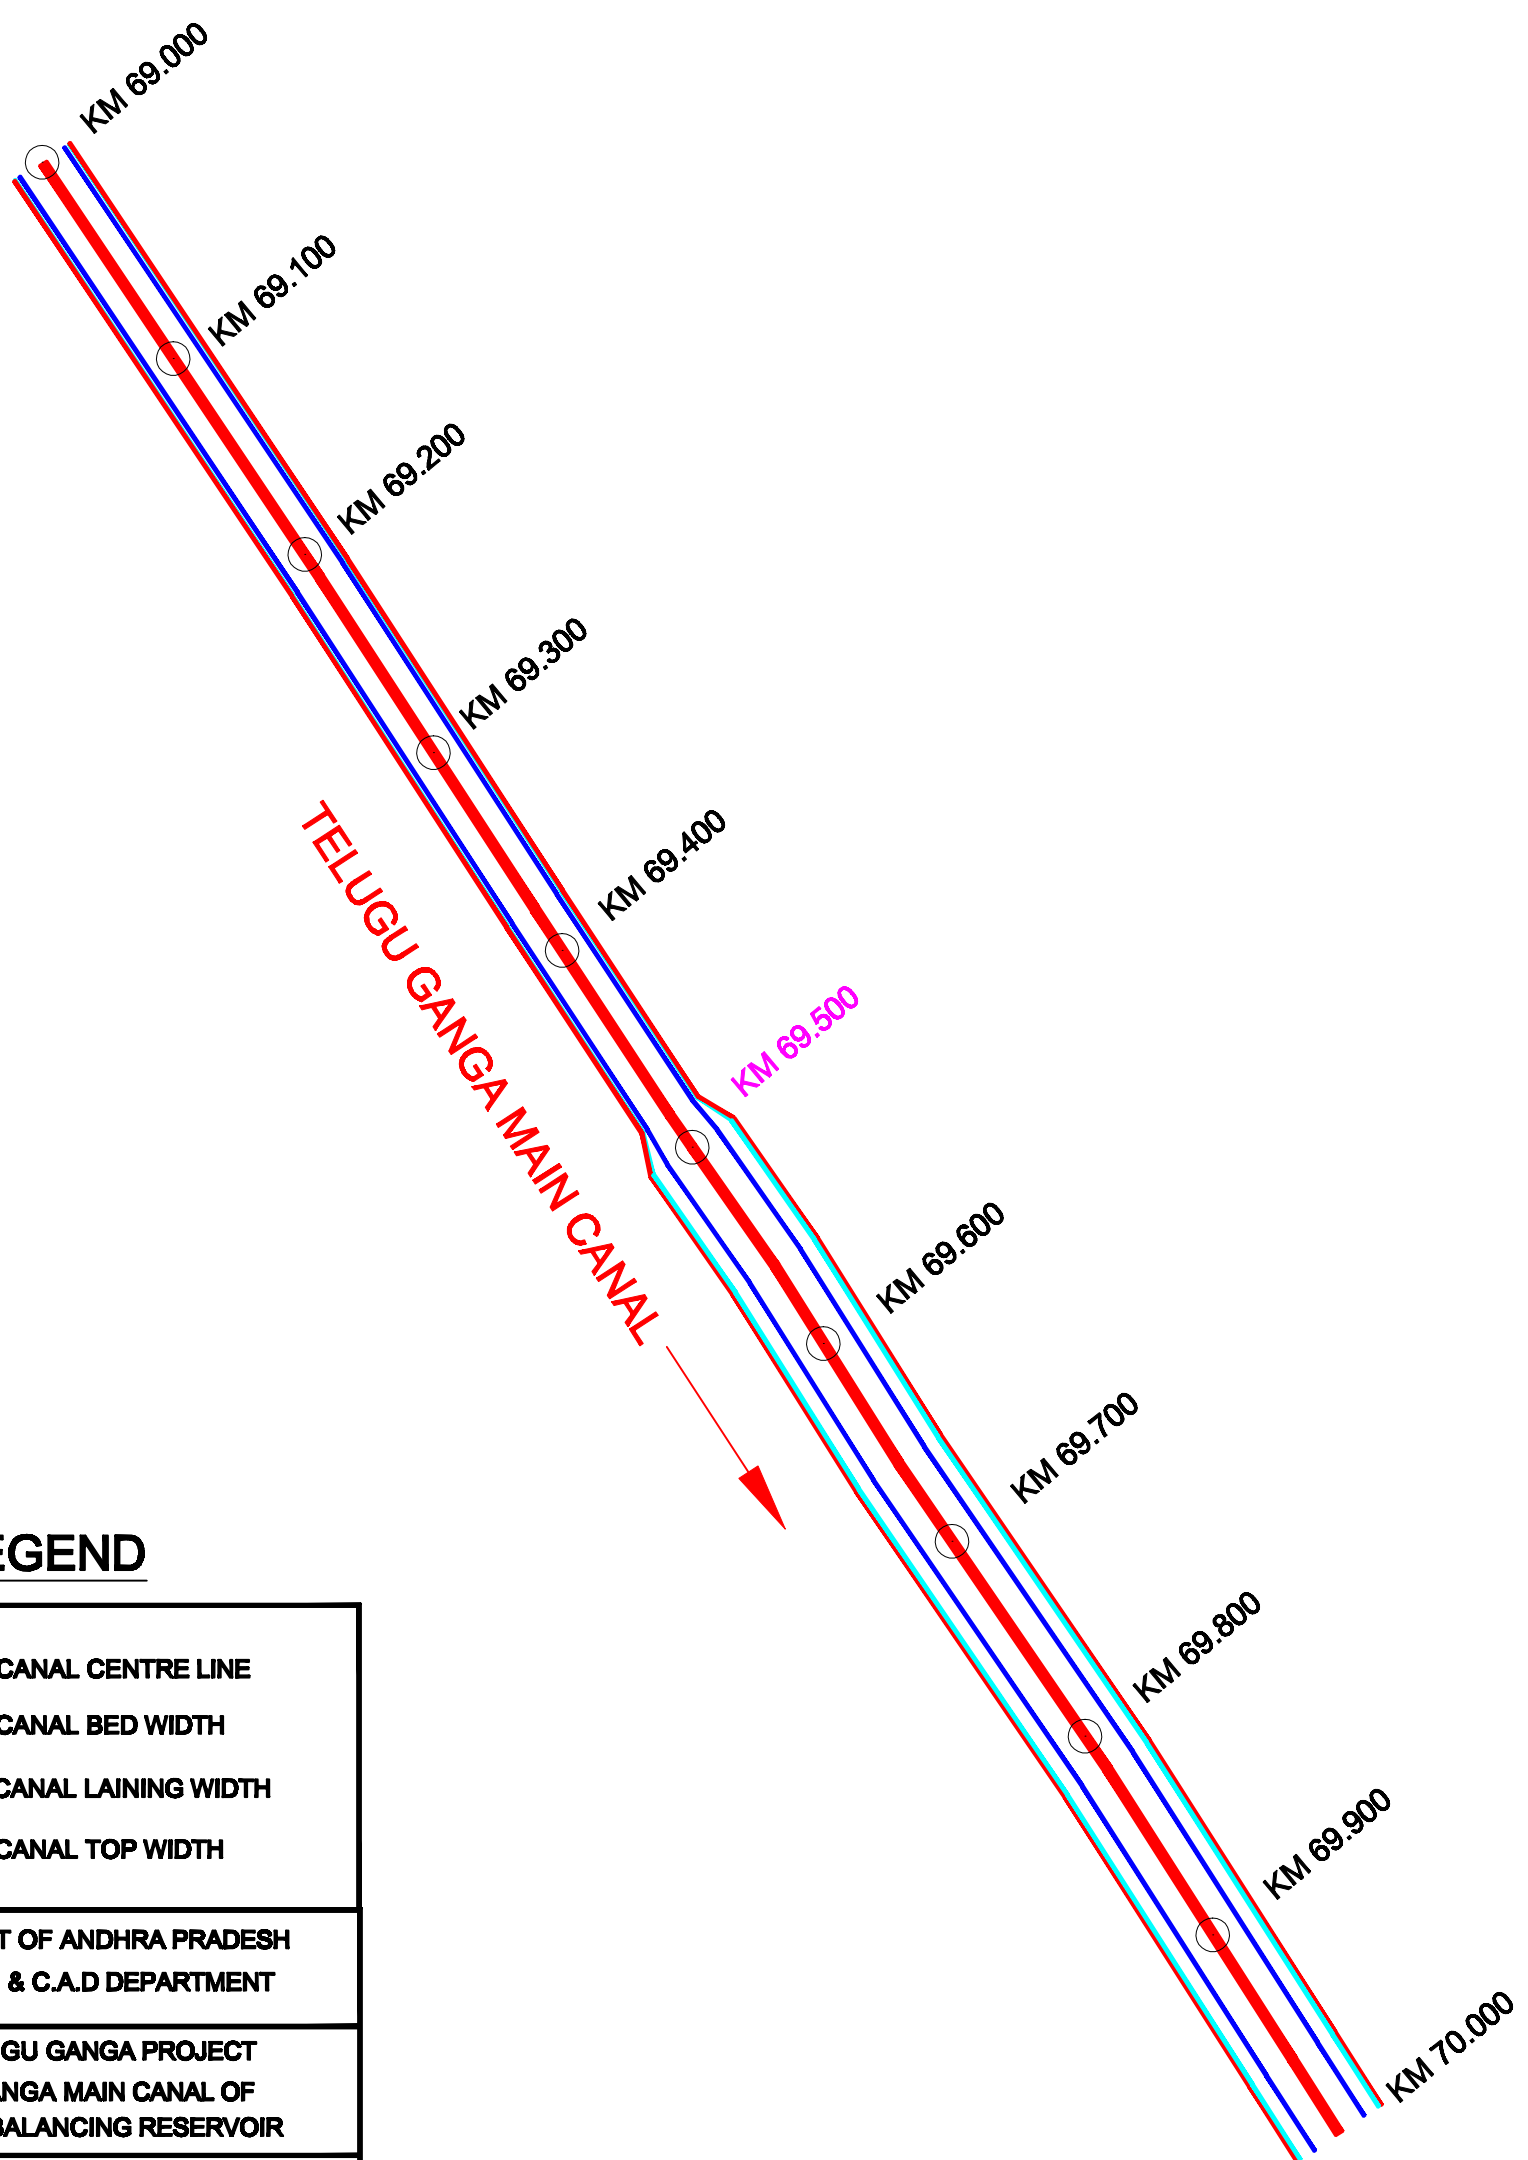 KM 69.000
KM 69.100
KM 69.200
KM 69.300
KM 69.400
KM 69.500
KM 69.600
KM 69.700
KM 69.800
KM 69.900
KM 70.000
TELUGU GANGA MAIN CANAL
EGEND
CANAL CENTRE LINE
CANAL BED WIDTH
CANAL LAINING WIDTH
CANAL TOP WIDTH
T OF ANDHRA PRADESH
& C.A.D DEPARTMENT
GU GANGA PROJECT
ANGA MAIN CANAL OF
BALANCING RESERVOIR